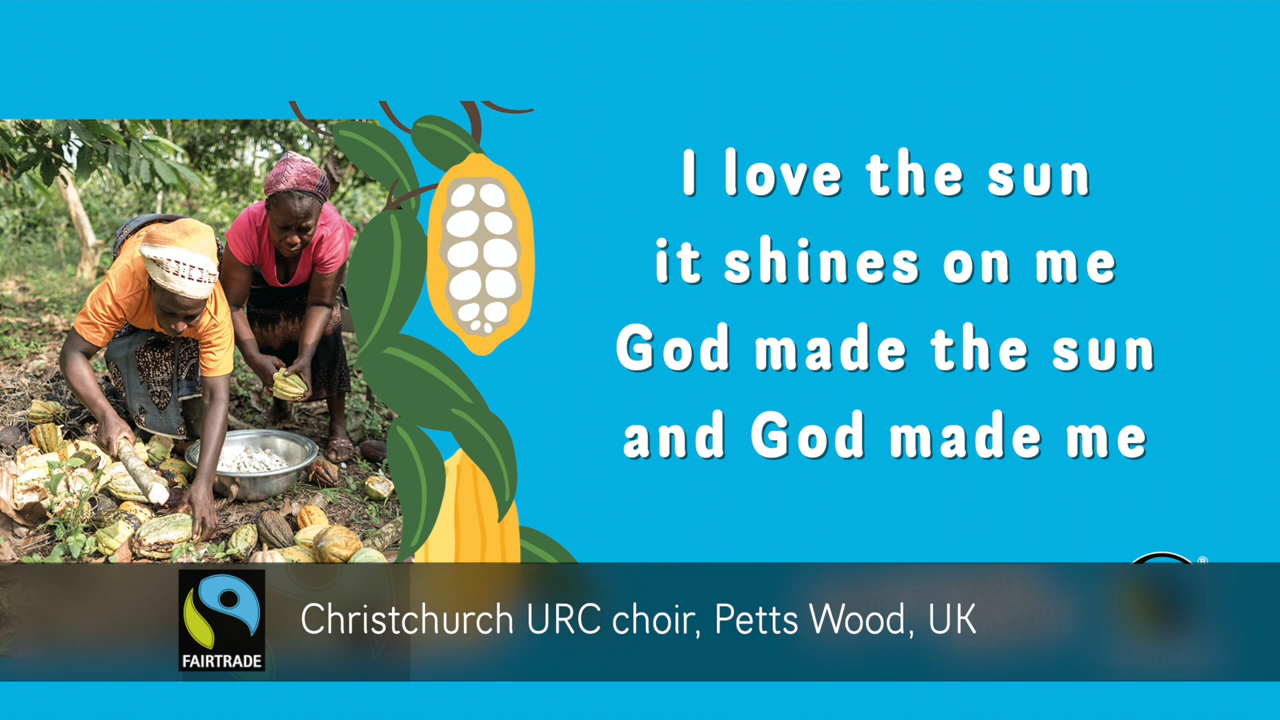 I love the sun
it shines on me
God made the sun
and God made me
®
FAIRTRADE
Christchurch URC choir, Petts Wood, UK